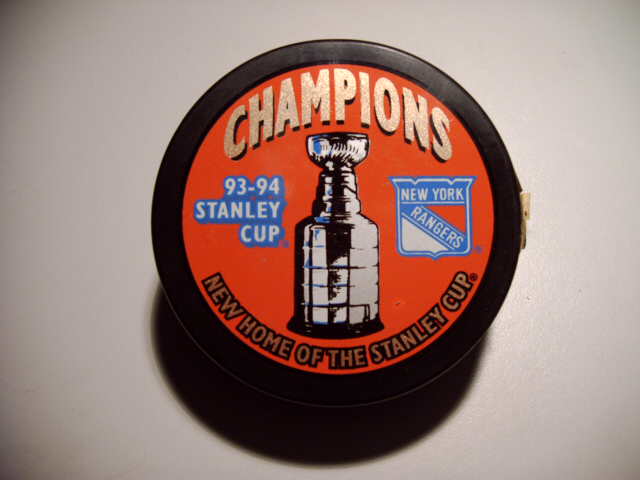 CHAMPIONS
93-94
STANLEY
CUP®
NEW YORK
RANGERS
®
NEW HOME OF THE STANLEY CUP®